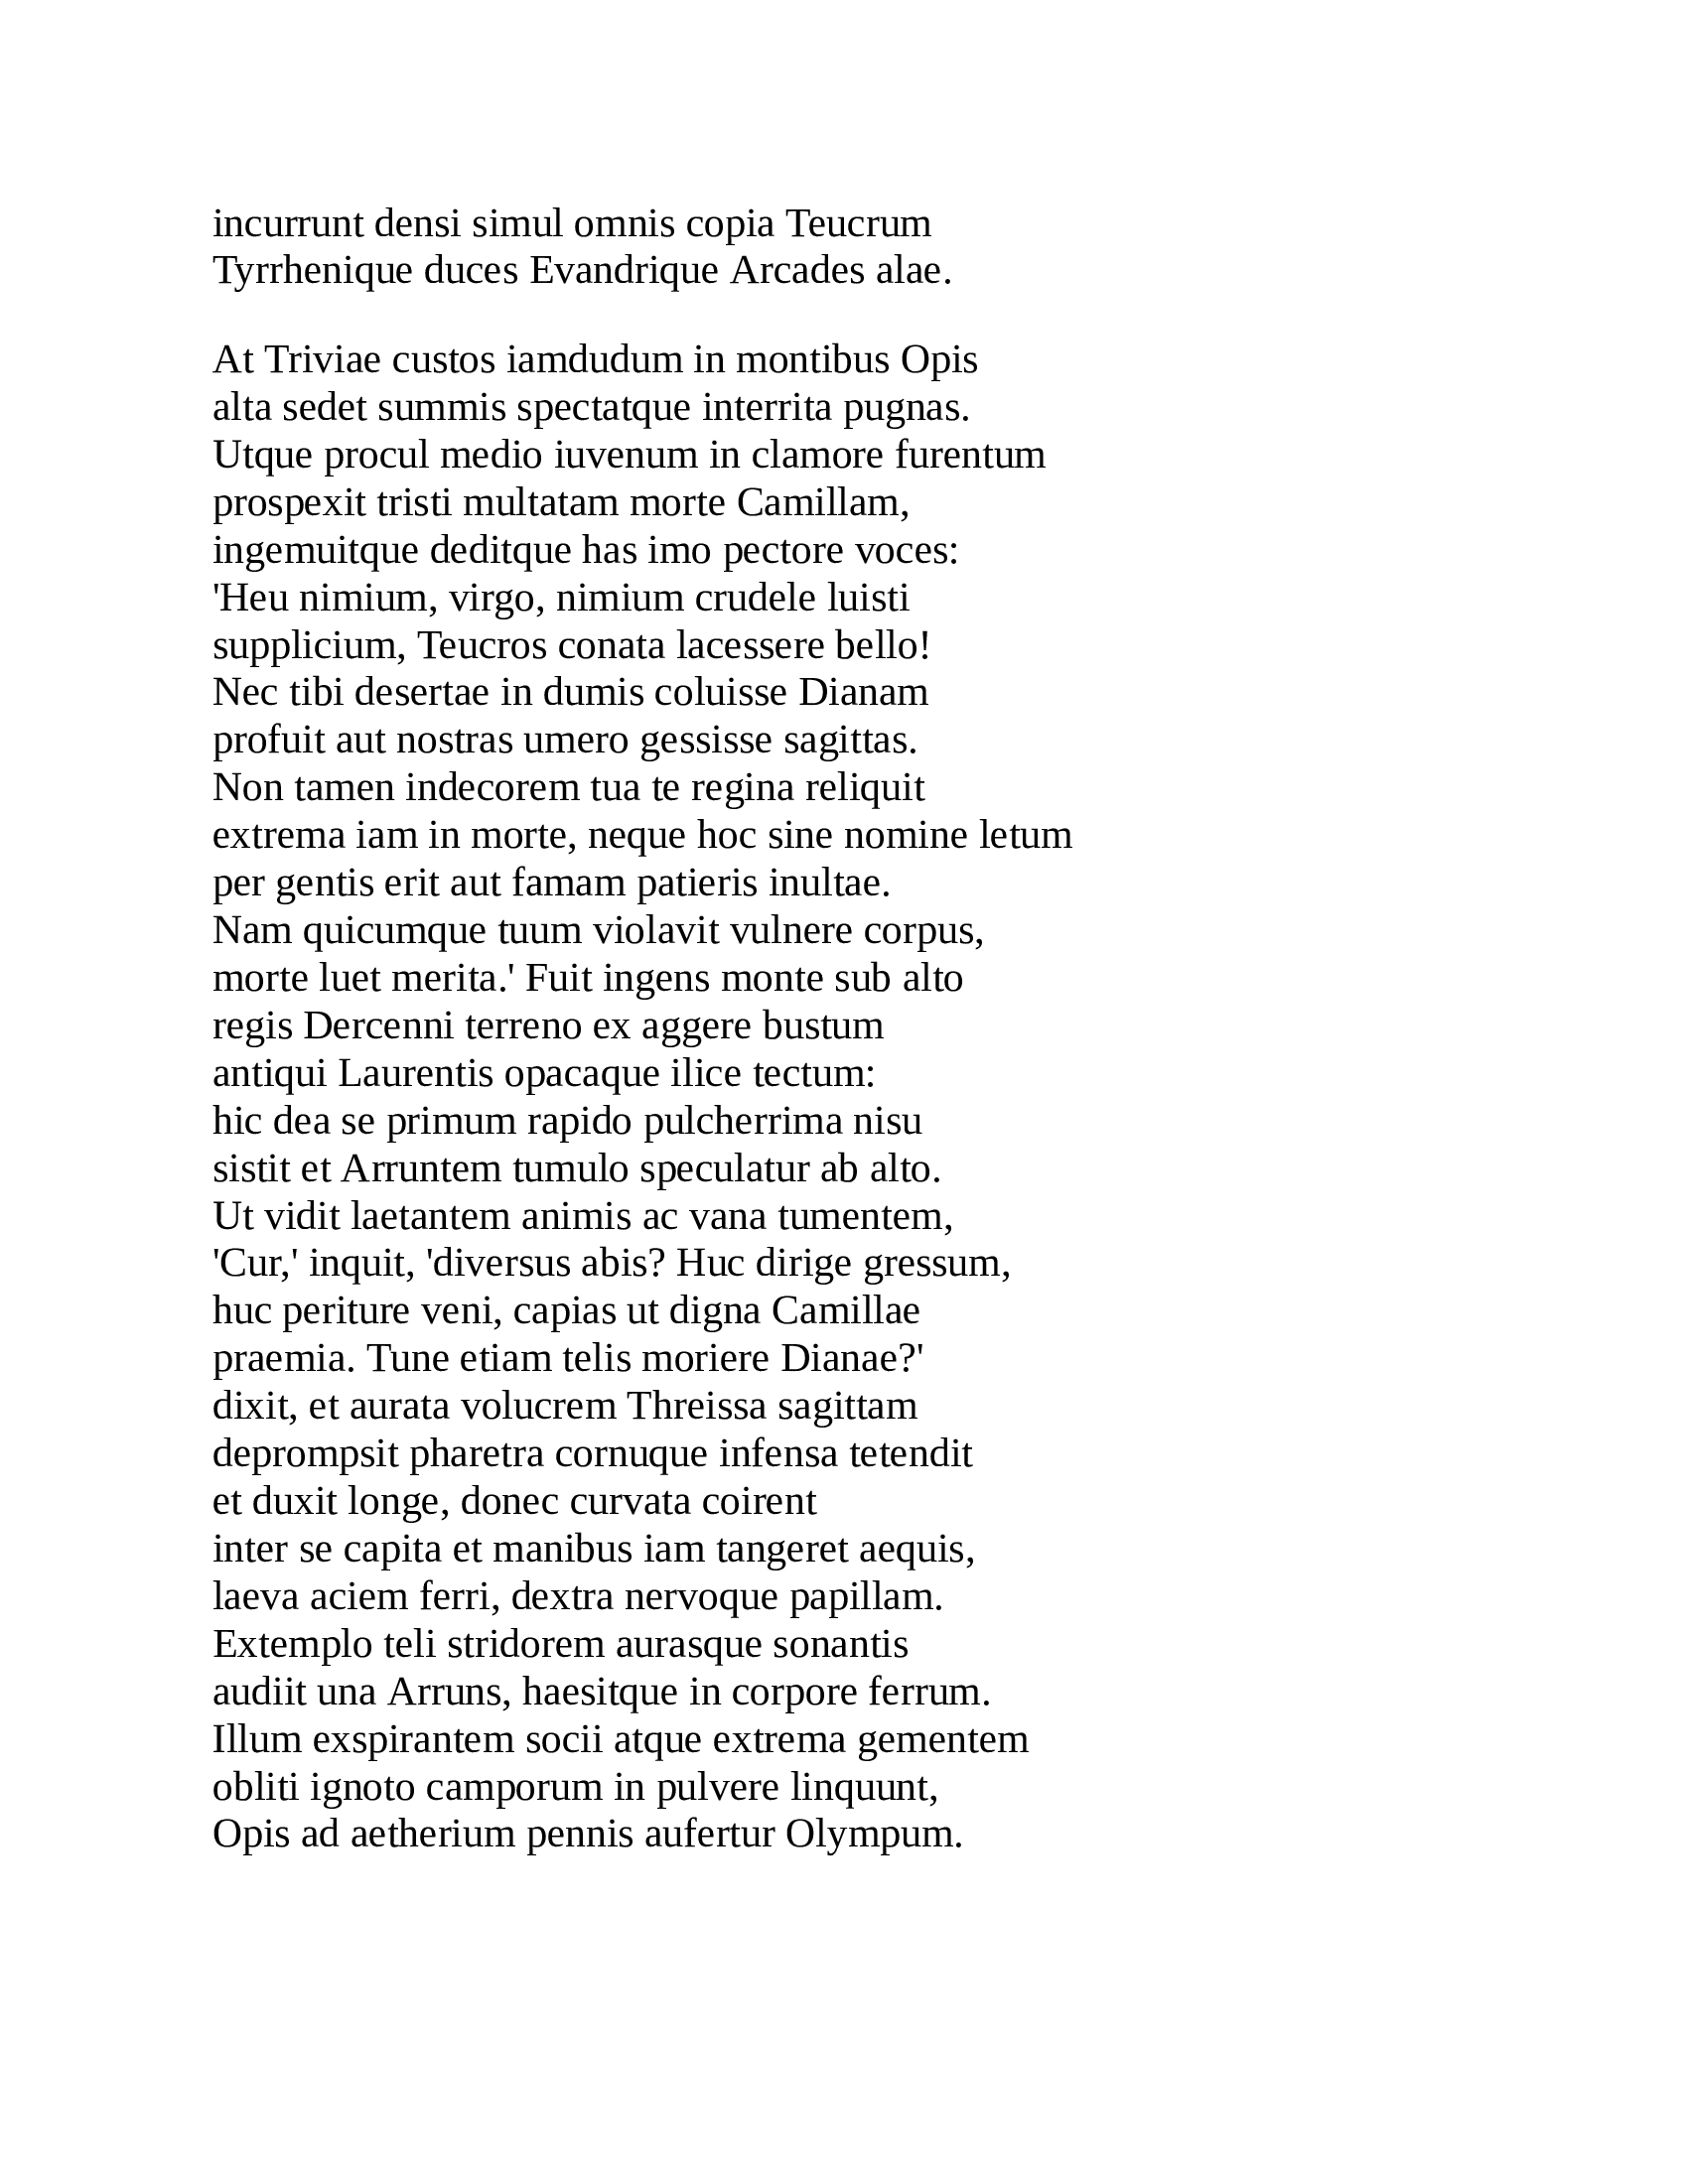 incurrunt densi simul omnis copia Teucrum
Tyrrhenique duces Evandrique Arcades alae.

At Triviae custos iamdudum in montibus Opis
alta sedet summis spectatque interrita pugnas.
Utque procul medio iuvenum in clamore furentum
prospexit tristi multatam morte Camillam,
ingemuitque deditque has imo pectore voces:
'Heu nimium, virgo, nimium crudele luisti
supplicium, Teucros conata lacessere bello!
Nec tibi desertae in dumis coluisse Dianam
profuit aut nostras umero gessisse sagittas.
Non tamen indecorem tua te regina reliquit
extrema iam in morte, neque hoc sine nomine letum
per gentis erit aut famam patieris inultae.
Nam quicumque tuum violavit vulnere corpus,
morte luet merita.' Fuit ingens monte sub alto
regis Dercenni terreno ex aggere bustum
antiqui Laurentis opacaque ilice tectum:
hic dea se primum rapido pulcherrima nisu
sistit et Arruntem tumulo speculatur ab alto.
Ut vidit laetantem animis ac vana tumentem,
'Cur,' inquit, 'diversus abis? Huc dirige gressum,
huc periture veni, capias ut digna Camillae
praemia. Tune etiam telis moriere Dianae?'
dixit, et aurata volucrem Threissa sagittam
deprompsit pharetra cornuque infensa tetendit
et duxit longe, donec curvata coirent
inter se capita et manibus iam tangeret aequis,
laeva aciem ferri, dextra nervoque papillam.
Extemplo teli stridorem aurasque sonantis
audiit una Arruns, haesitque in corpore ferrum.
Illum exspirantem socii atque extrema gementem
obliti ignoto camporum in pulvere linquunt,
Opis ad aetherium pennis aufertur Olympum.